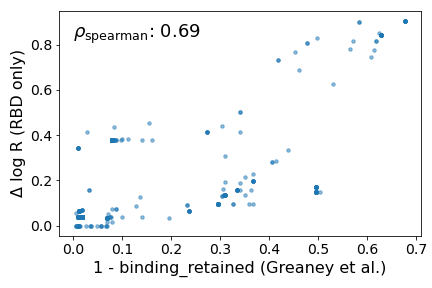 ρspearman: 0.69
Δ log R (RBD only)
0.8
0.6
0.4
0.2
0.0
0.0 0.1 0.2 0.3 0.4 0.5 0.6 0.7
1 - binding_retained (Greaney et al.)